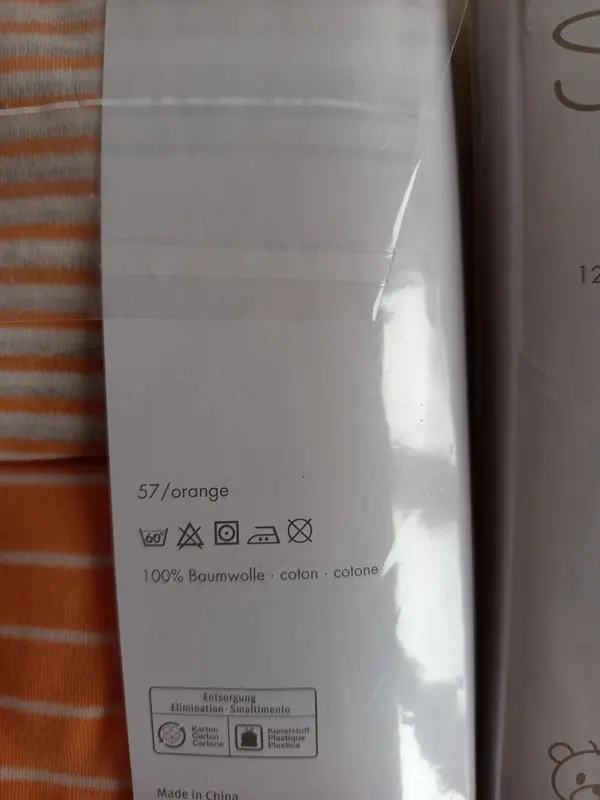 12
57/orange
60°
100% Baumwolle · coton · cotone
Entsorgung
Elimination · Smaltimento
Karton
Carton
Cartone
Kunststoff
Plastique
Plastica
Made in China